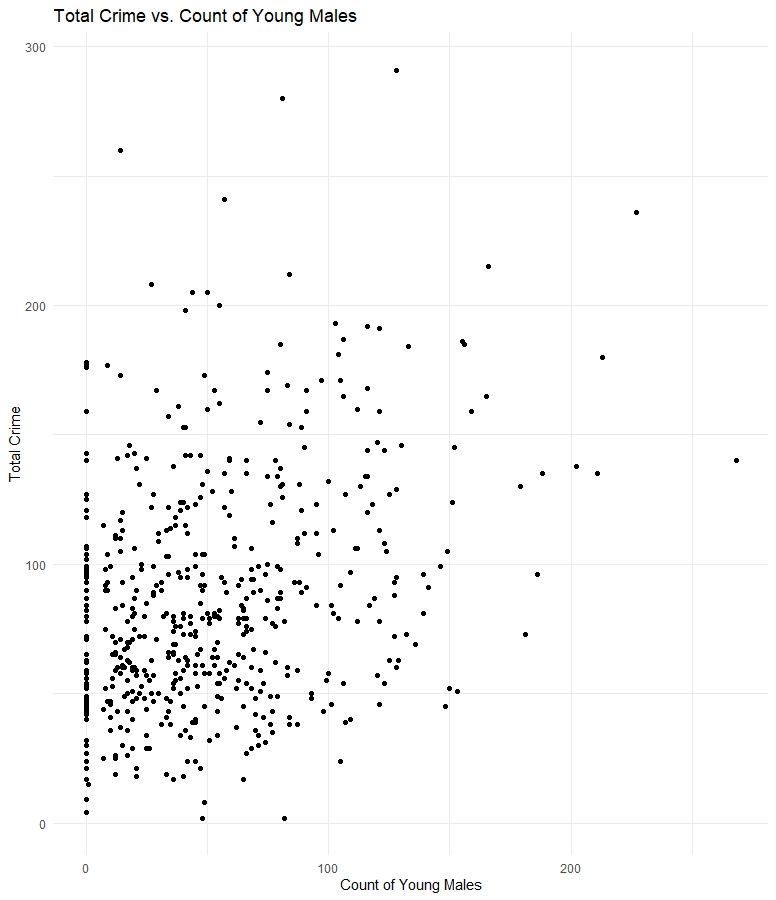 Total Crime vs. Count of Young Males
300
200
100
0
Total Crime
0 100 200
Count of Young Males